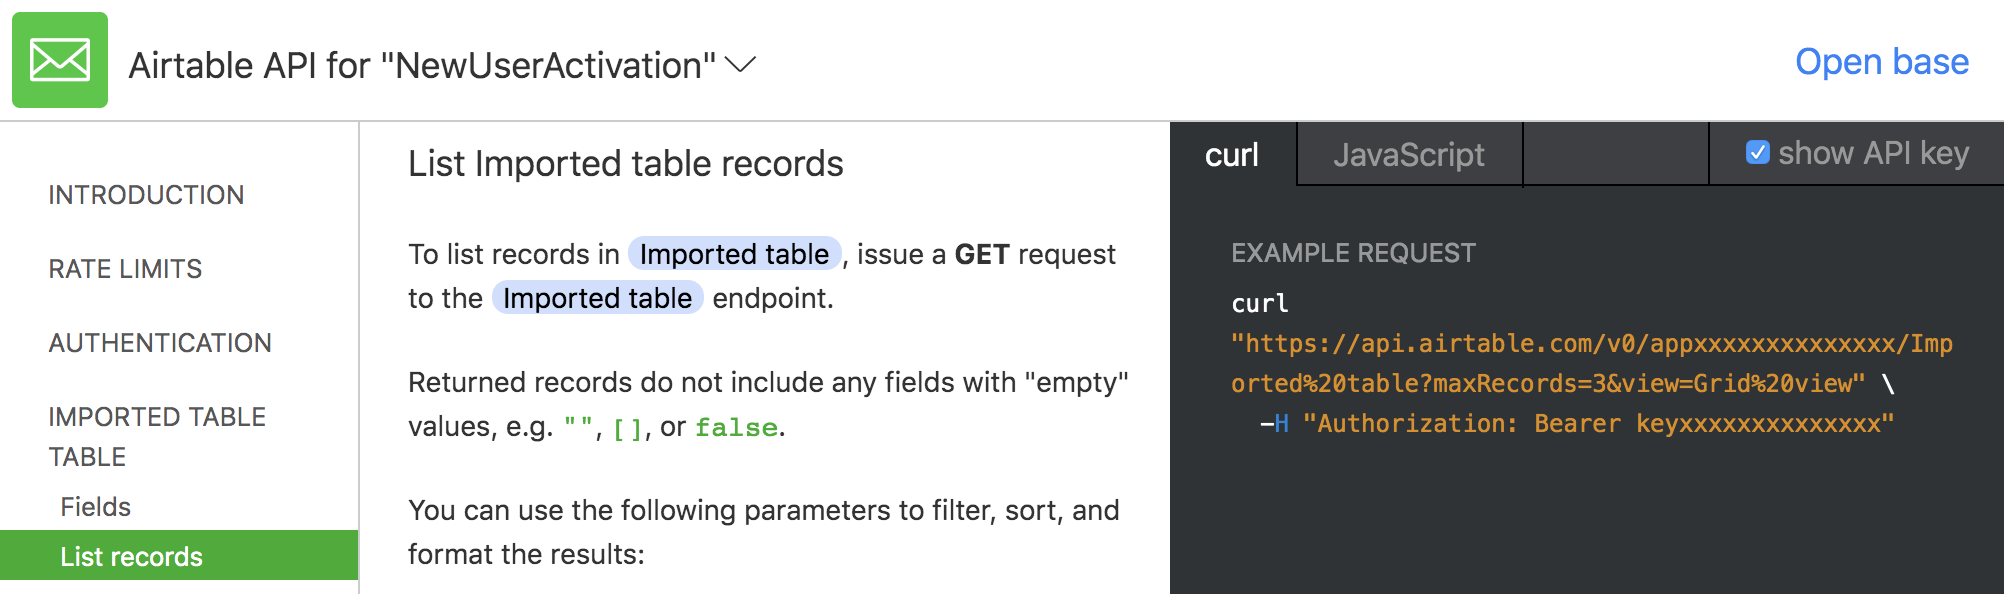 Airtable API for "NewUserActivation"
Open base
INTRODUCTION
RATE LIMITS
AUTHENTICATION
IMPORTED TABLE
TABLE
Fields
List records
List Imported table records
To list records in Imported table, issue a GET request
to the Imported table endpoint.
Returned records do not include any fields with "empty"
values, e.g. "", [], or false.
You can use the following parameters to filter, sort, and
format the results:
curl
JavaScript
show API key
EXAMPLE REQUEST
curl
"https://api.airtable.com/v0/appxxxxxxxxxxxxxx/Imp
orted%20table?maxRecords=3&view=Grid%20view" \
-H "Authorization: Bearer keyxxxxxxxxxxxxxx"